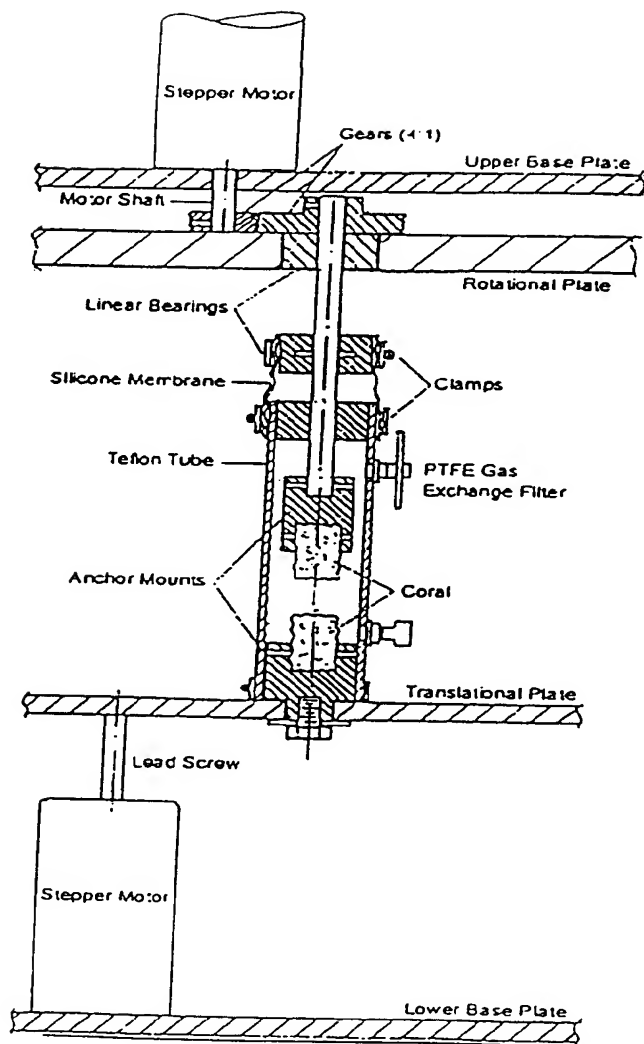 Stepper Motor
Gears (4:1)
Upper Base Plate
Motor Shaft
Rotational Plate
Linear Bearings
Silicone Membrane
Clamps
Teflon Tube
PTFE Gas
Exchange Filter
Anchor Mounts
Coral
Translational Plate
Lead Screw
Stepper Motor
Lower Base Plate